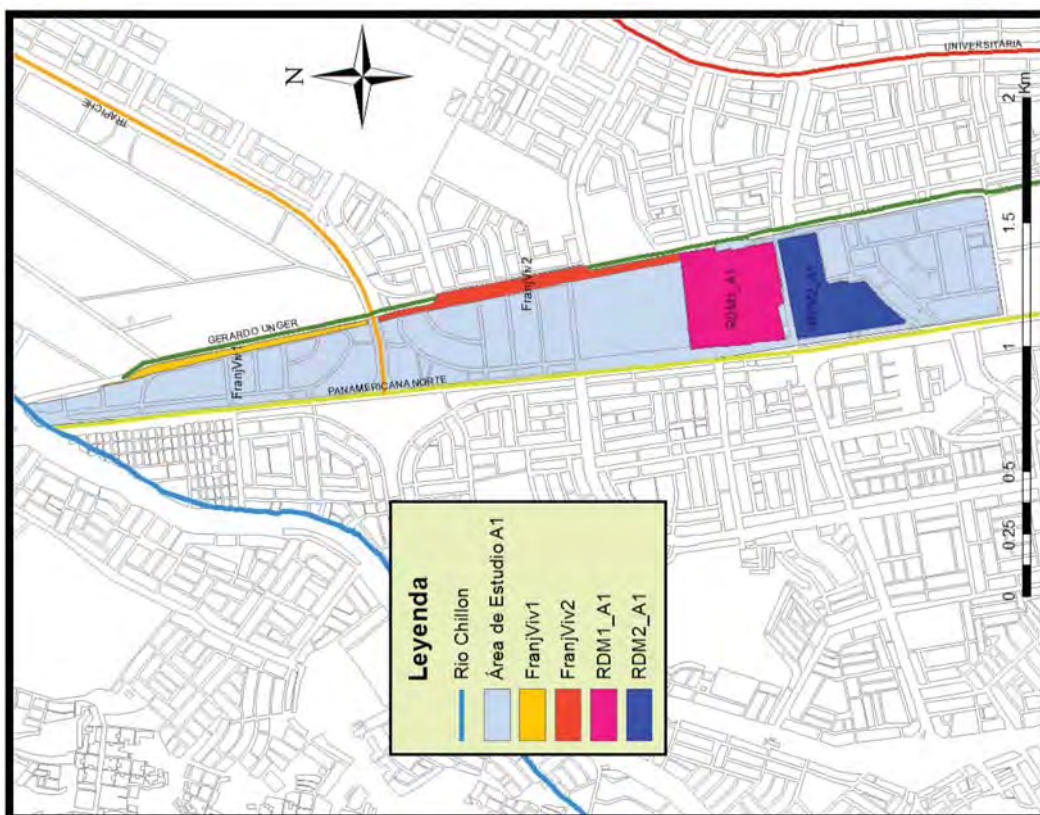 N
TRAPICHE
UNIVERSITARIA
GERARDO UNGER
FranjViv1
PANAMERICANA NORTE
FranjViv2
RDM1_A1
RDM2_A1
Leyenda
Rio Chillon
Área de Estudio A1
FranjViv1
FranjViv2
RDM1_A1
RDM2_A1
0 0.25 0.5 1 1.5 2
Km